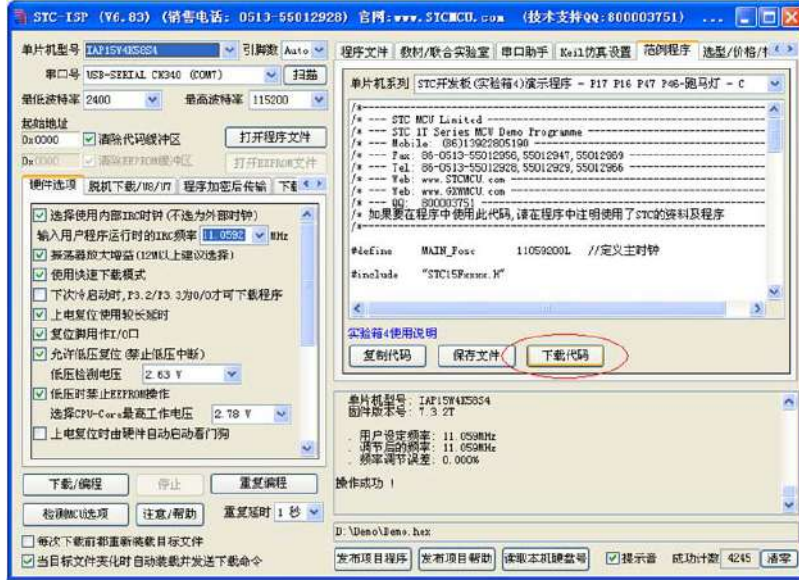 STC-ISP (V6.83) (销售电话: 0513-55012928) 官网:www.STCMCU.com (技术支持QQ:800003751) ...
单片机型号 IAP15W4K58S4 引脚数 Auto
串口号 USB-SERIAL CH340 (COM7) 扫描
最低波特率 2400 最高波特率 115200
起始地址
0x0000 清除代码缓冲区 打开程序文件
0x0000 清除EEPROM缓冲区 打开EEPROM文件
硬件选项 脱机下载/U8/U7 程序加密后传输
选择使用内部IRC时钟(不选为外部时钟)
输入用户程序运行时的IRC频率 11.0592 MHz
振荡器放大增益(12M以上建议选择)
使用快速下载模式
下次冷启动时,P3.2/P3.3为0/0才可下载程序
上电复位使用较长延时
复位脚用作I/O口
允许低压复位(禁止低压中断)
低压检测电压 2.63 V
低压时禁止EEPROM操作
选择CPU-Core最高工作电压 2.78 V
上电复位时由硬件自动启动看门狗
下载/编程 停止 重复编程
检测MCU选项 注意/帮助 重复延时 1 秒
每次下载前都重新装载目标文件
当目标文件变化时自动装载并发送下载命令
程序文件 教材/联合实验室 串口助手 Keil仿真设置 范例程序 选型/价格/
单片机系列 STC开发板(实验箱4)演示程序 - P17 P16 P47 P46-跑马灯 - C
/*---
/* --- STC MCU Limited ---
/* --- STC 1T Series MCU Demo Programme ---
/* --- Mobile: (86)13922805190 ---
/* --- Fax: 86-0513-55012956,55012947,55012969 ---
/* --- Tel: 86-0513-55012928,55012929,55012966 ---
/* --- Web: www.STCMCU.com ---
/* --- Web: www.GXWMCU.com ---
/* --- QQ: 800003751 ---
/* 如果要在程序中使用此代码,请在程序中注明使用了STC的资料及程序
/*---
#define MAIN_Fosc 11059200L //定义主时钟
#include "STC15Fxxxx.H"
实验箱4使用说明
复制代码 保存文件 下载代码
单片机型号: IAP15W4K58S4
固件版本号: 7.3.2T
. 用户设定频率: 11.059MHz
. 调节后的频率: 11.059MHz
. 频率调节误差: 0.000%
操作成功 !
D:\Demo\Demo.hex
发布项目程序 发布项目帮助 读取本机硬盘号 提示音 成功计数 4245 清零